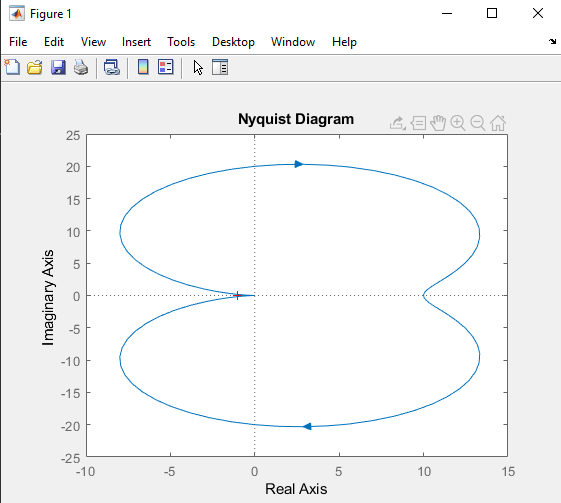 Figure 1
File Edit View Insert Tools Desktop Window Help
Nyquist Diagram
25
20
15
10
5
0
-5
-10
-15
-20
-25
-10 -5 0 5 10 15
Imaginary Axis
Real Axis